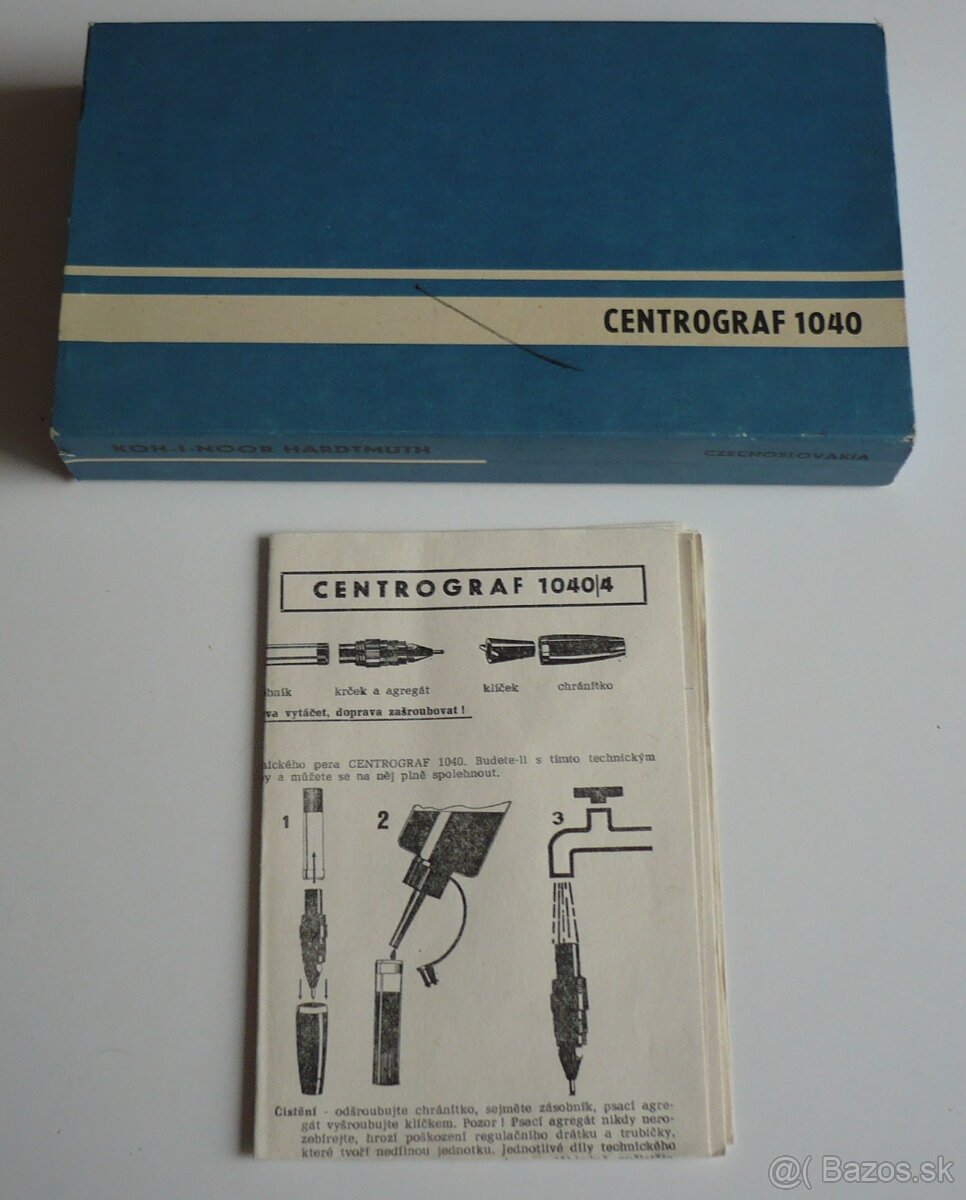 CENTROGRAF 1040
KOH-I-NOOR HARDTMUTH CZECHOSLOVAKIA
CENTROGRAF 1040/4
bník krček a agregát klíček chránítko
va vytáčet, doprava zašroubovat!
nického pera CENTROGRAF 1040. Budete-li s tímto technickým
y a můžete se na něj plně spolehnout.
1 2 3
Čistění - odšroubujte chránítko, sejměte zásobník, psací agre-
gát vyšroubujte klíčkem. Pozor! Psací agregát nikdy nero-
zebírejte, hrozí poškození regulačního drátku a trubičky,
které tvoří nedílnou jednotku. Jednotlivé díly technického
@( Bazos.sk